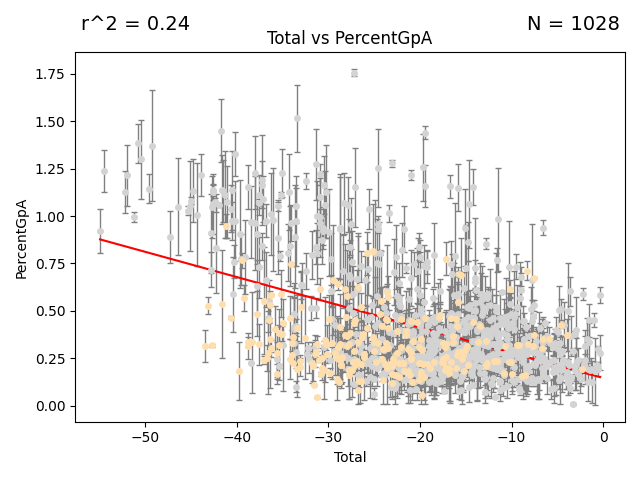 r^2 = 0.24 N = 1028
Total vs PercentGpA
1.75
1.50
1.25
1.00
0.75
0.50
0.25
0.00
PercentGpA
−50 −40 −30 −20 −10 0
Total